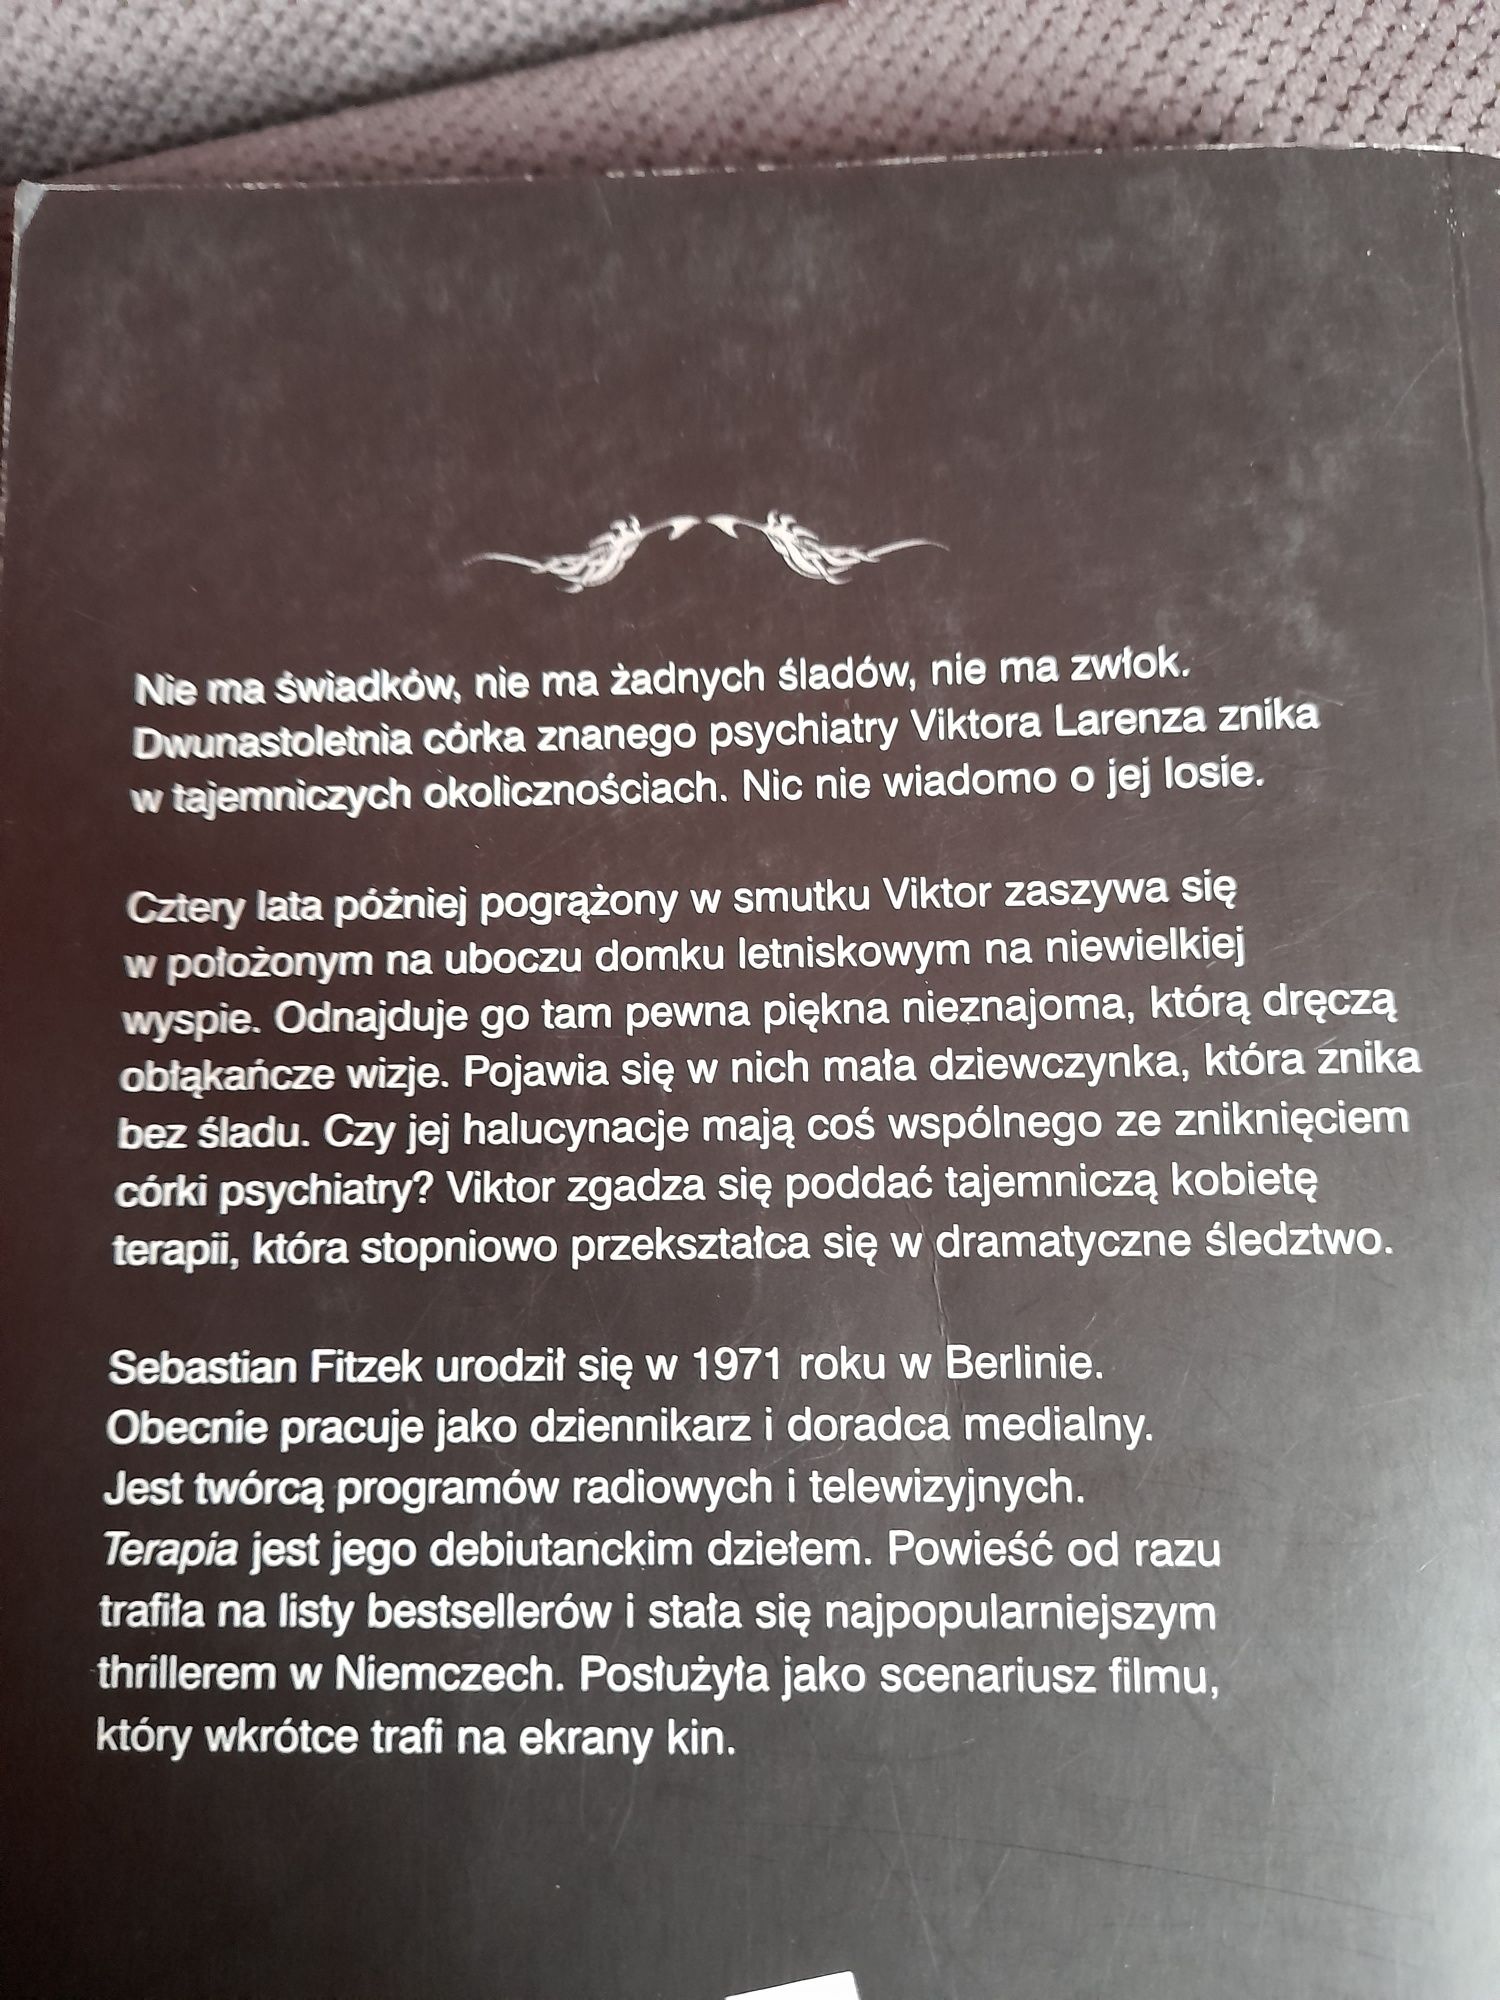 Nie ma świadków, nie ma żadnych śladów, nie ma zwłok.
Dwunastoletnia córka znanego psychiatry Viktora Larenza znika
w tajemniczych okolicznościach. Nic nie wiadomo o jej losie.
Cztery lata później pogrążony w smutku Viktor zaszywa się
w położonym na uboczu domku letniskowym na niewielkiej
wyspie. Odnajduje go tam pewna piękna nieznajoma, którą dręczą
obłąkańcze wizje. Pojawia się w nich mała dziewczynka, która znika
bez śladu. Czy jej halucynacje mają coś wspólnego ze zniknięciem
córki psychiatry? Viktor zgadza się poddać tajemniczą kobietę
terapii, która stopniowo przekształca się w dramatyczne śledztwo.
Sebastian Fitzek urodził się w 1971 roku w Berlinie.
Obecnie pracuje jako dziennikarz i doradca medialny.
Jest twórcą programów radiowych i telewizyjnych.
Terapia jest jego debiutanckim dziełem. Powieść od razu
trafiła na listy bestsellerów i stała się najpopularniejszym
thrillerem w Niemczech. Posłużyła jako scenariusz filmu,
który wkrótce trafi na ekrany kin.